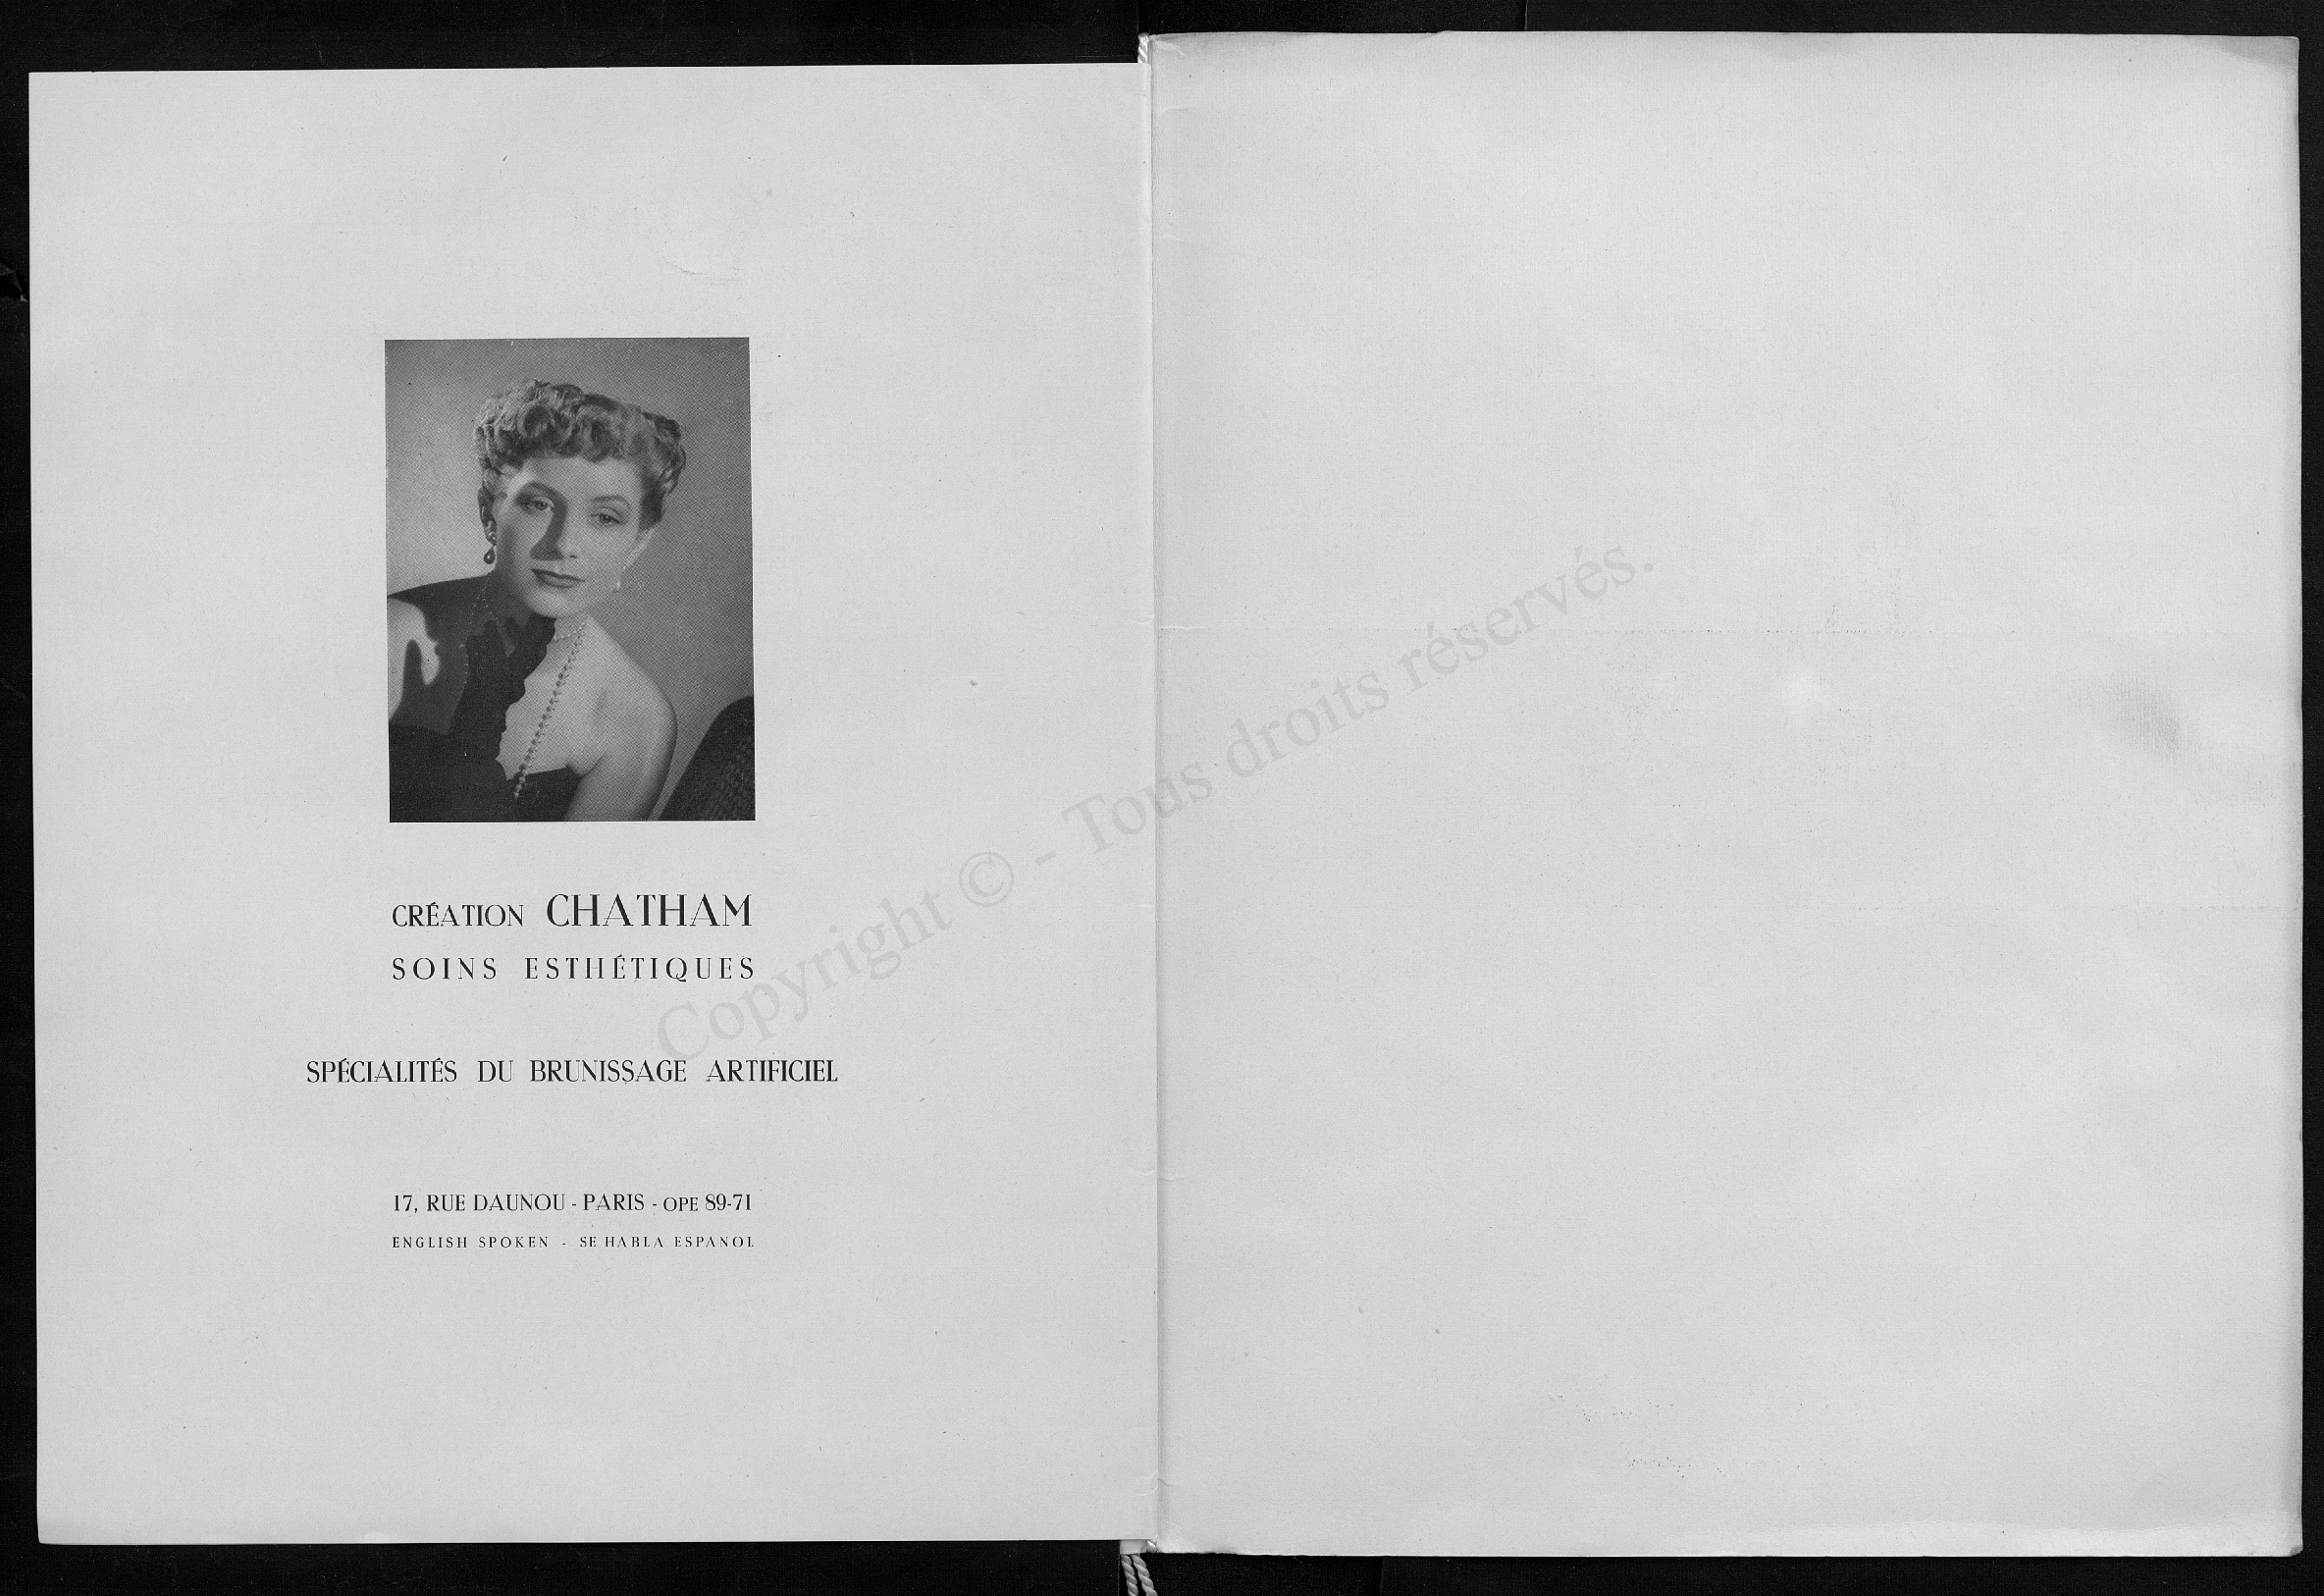 CRÉATION CHATHAM
SOINS ESTHÉTIQUES
SPÉCIALITÉS DU BRUNISSAGE ARTIFICIEL
17, RUE DAUNOU - PARIS - OPE 89-71
ENGLISH SPOKEN - SE HABLA ESPANOL
Copyright © - Tous droits réservés.